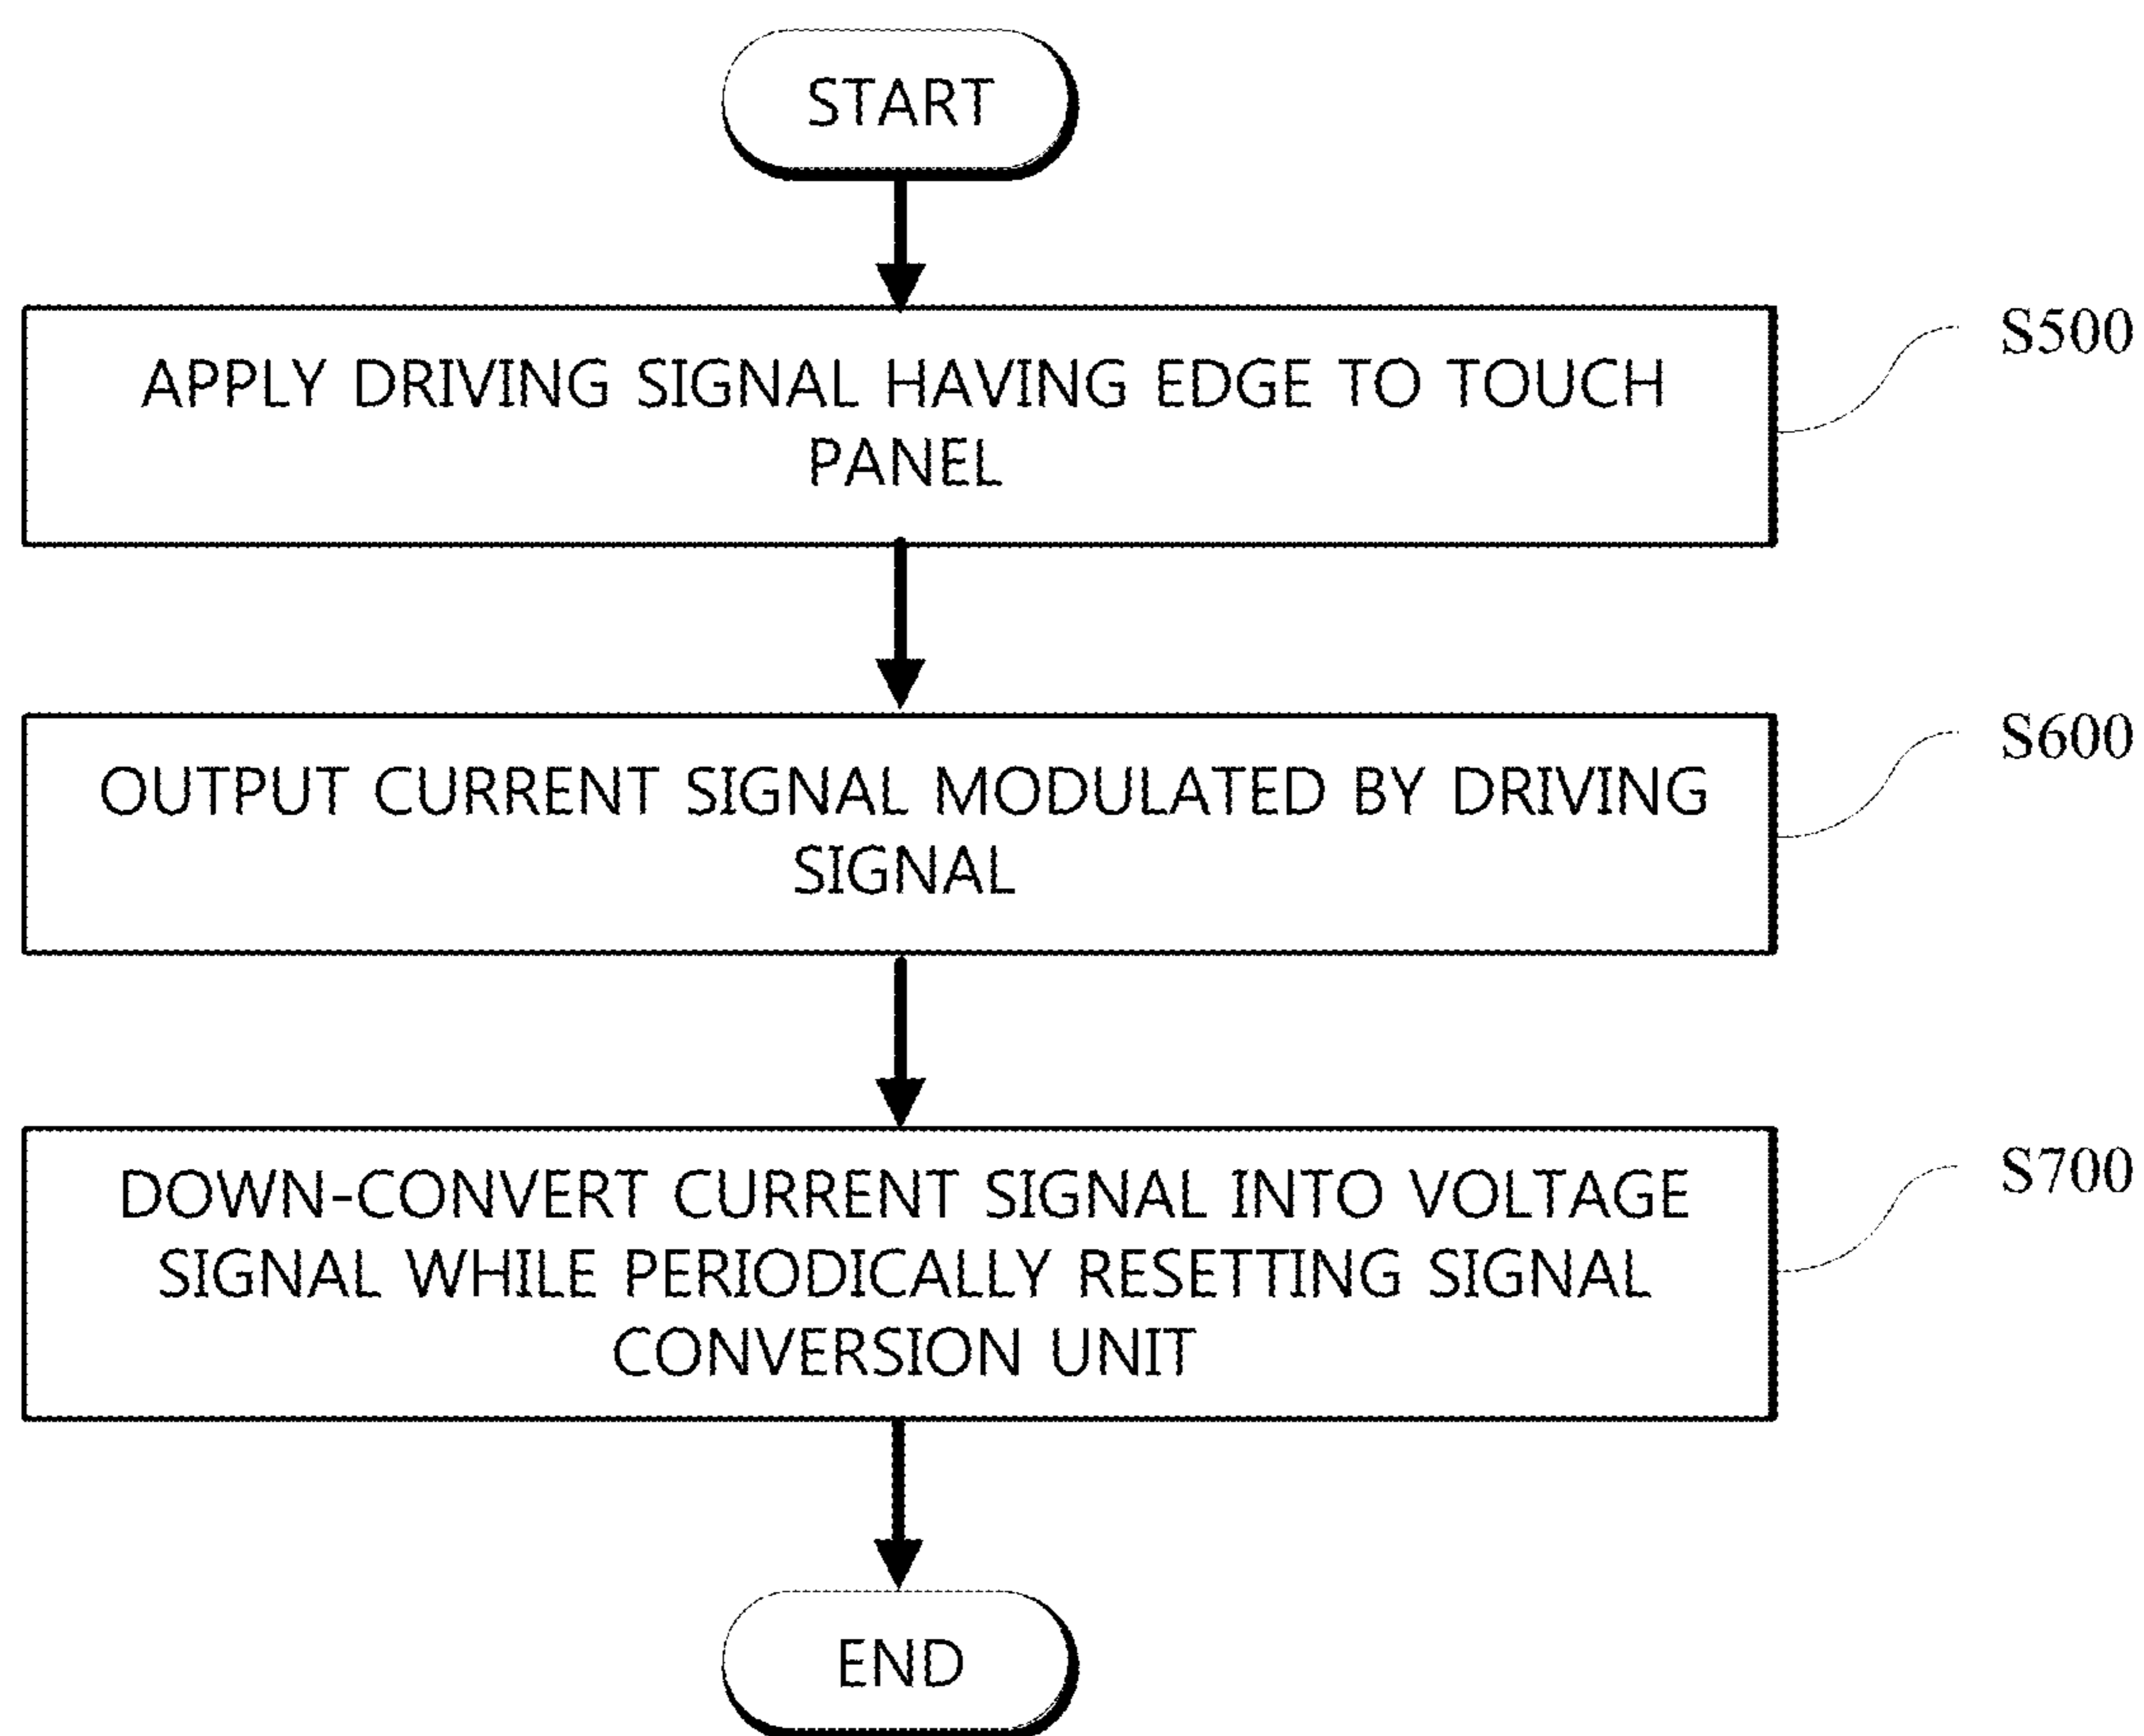 START
APPLY DRIVING SIGNAL HAVING EDGE TO TOUCH
PANEL
S500
OUTPUT CURRENT SIGNAL MODULATED BY DRIVING
SIGNAL
S600
DOWN-CONVERT CURRENT SIGNAL INTO VOLTAGE
SIGNAL WHILE PERIODICALLY RESETTING SIGNAL
CONVERSION UNIT
S700
END